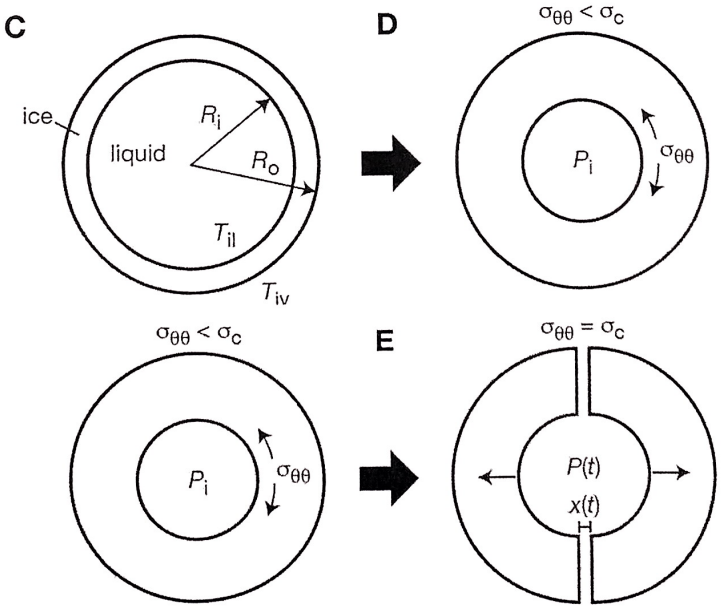 C
ice
liquid
R_i
R_o
T_il
T_iv
D
σ_θθ < σ_c
P_i
σ_θθ
σ_θθ < σ_c
P_i
σ_θθ
E
σ_θθ = σ_c
P(t)
x(t)